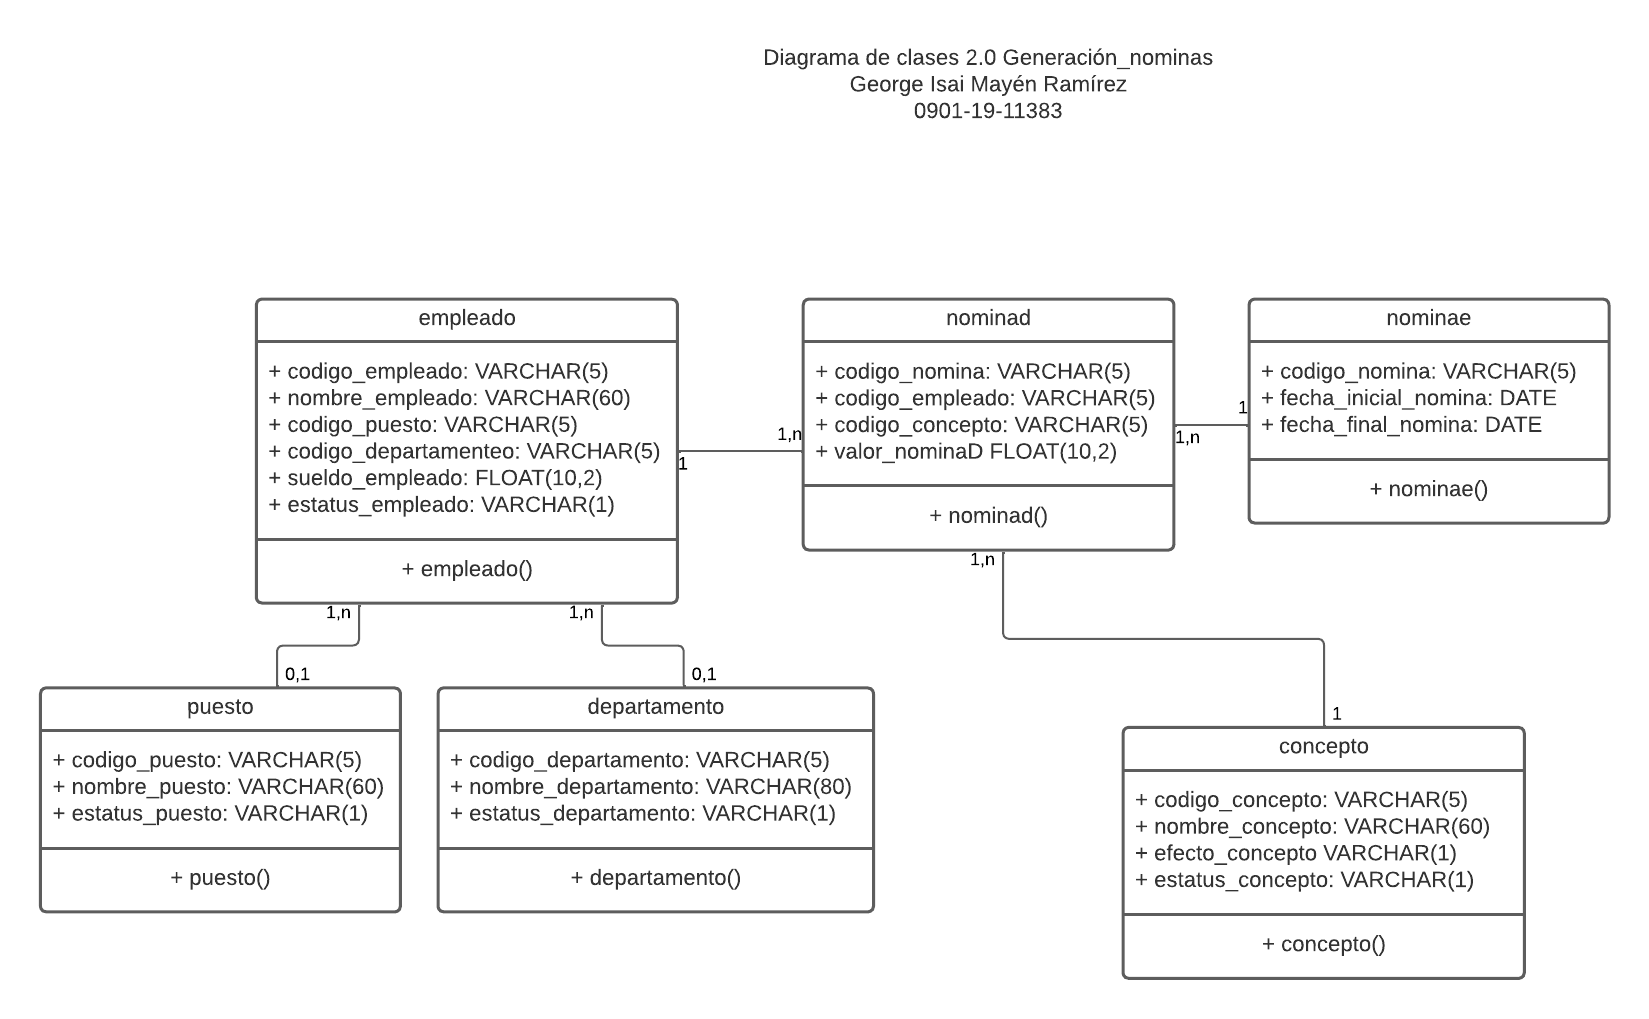 Diagrama de clases 2.0 Generación_nominas
George Isai Mayén Ramírez
0901-19-11383
empleado
+ codigo_empleado: VARCHAR(5)
+ nombre_empleado: VARCHAR(60)
+ codigo_puesto: VARCHAR(5)
+ codigo_departamenteo: VARCHAR(5)
+ sueldo_empleado: FLOAT(10,2)
+ estatus_empleado: VARCHAR(1)
+ empleado()
1
1,n
nominad
+ codigo_nomina: VARCHAR(5)
+ codigo_empleado: VARCHAR(5)
+ codigo_concepto: VARCHAR(5)
+ valor_nominaD FLOAT(10,2)
+ nominad()
1,n
1
nominae
+ codigo_nomina: VARCHAR(5)
+ fecha_inicial_nomina: DATE
+ fecha_final_nomina: DATE
+ nominae()
1,n
1,n
1,n
0,1
0,1
1
puesto
+ codigo_puesto: VARCHAR(5)
+ nombre_puesto: VARCHAR(60)
+ estatus_puesto: VARCHAR(1)
+ puesto()
departamento
+ codigo_departamento: VARCHAR(5)
+ nombre_departamento: VARCHAR(80)
+ estatus_departamento: VARCHAR(1)
+ departamento()
concepto
+ codigo_concepto: VARCHAR(5)
+ nombre_concepto: VARCHAR(60)
+ efecto_concepto VARCHAR(1)
+ estatus_concepto: VARCHAR(1)
+ concepto()